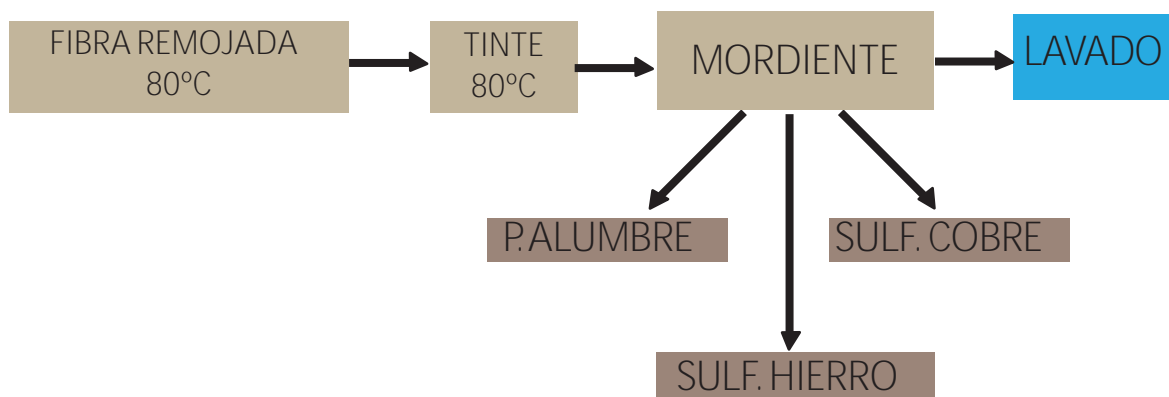 FIBRA REMOJADA
80ºC
TINTE
80ºC
MORDIENTE
LAVADO
P.ALUMBRE
SULF. COBRE
SULF. HIERRO